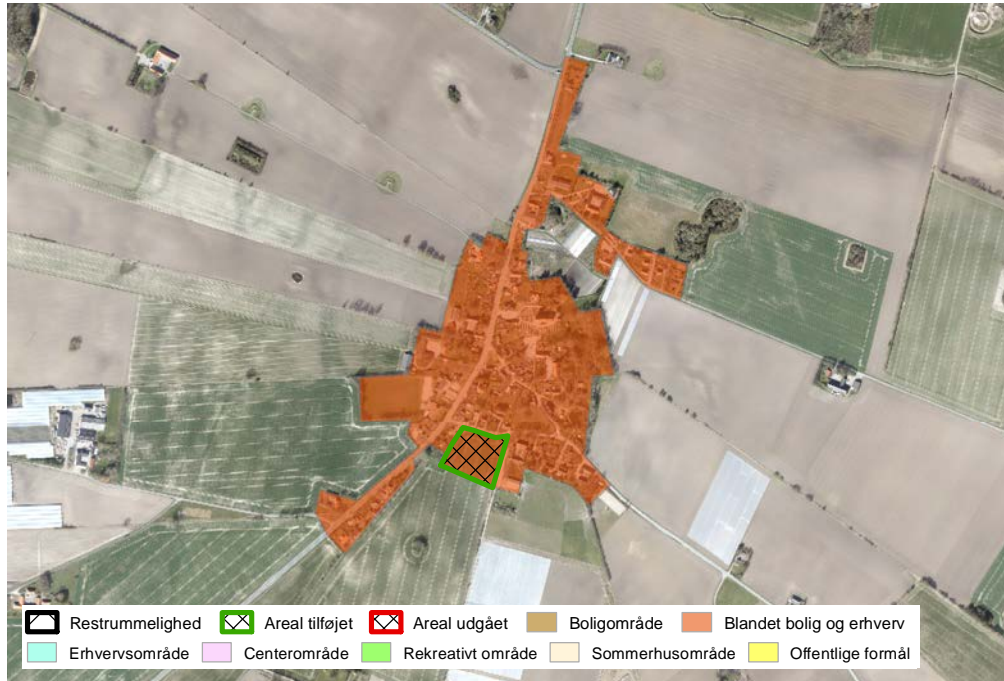 Restrummelighed Areal tilføjet Areal udgået Boligområde Blandet bolig og erhverv
Erhvervsområde Centerområde Rekreativt område Sommerhusområde Offentlige formål